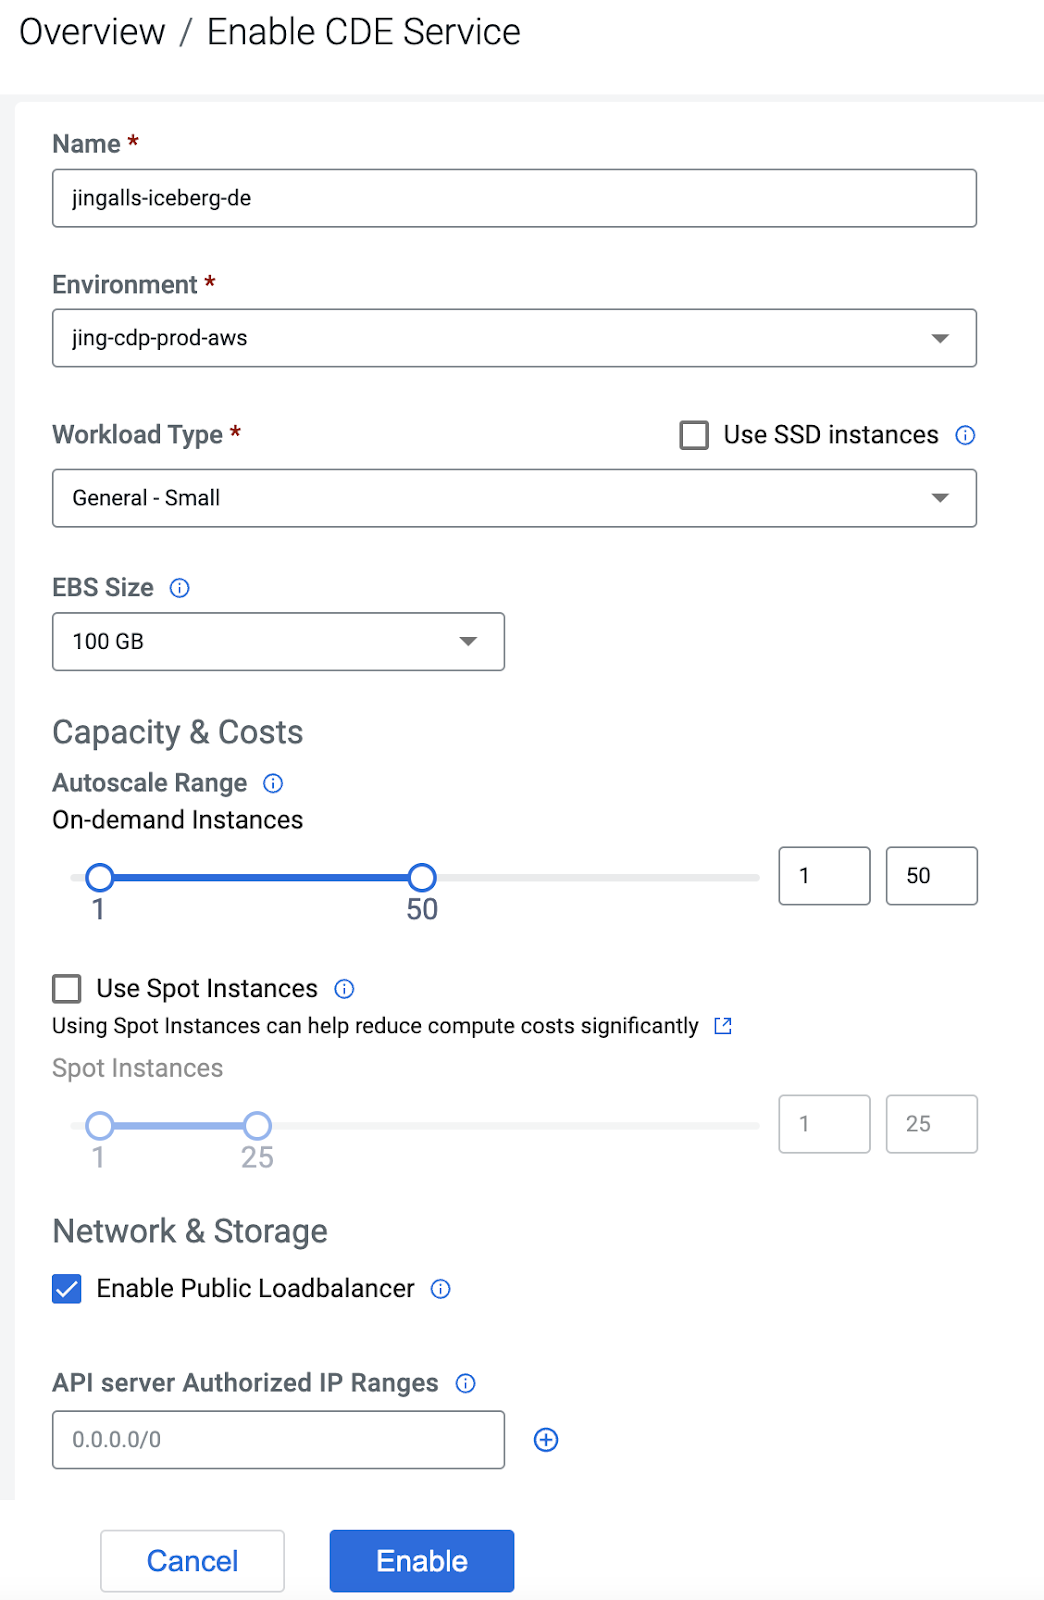 Overview / Enable CDE Service
Name *
jingalls-iceberg-de
Environment *
jing-cdp-prod-aws
Workload Type *
Use SSD instances
General - Small
EBS Size
100 GB
Capacity & Costs
Autoscale Range
On-demand Instances
1 50
1 50
Use Spot Instances
Using Spot Instances can help reduce compute costs significantly
Spot Instances
1 25
1 25
Network & Storage
Enable Public Loadbalancer
API server Authorized IP Ranges
0.0.0.0/0
Cancel Enable